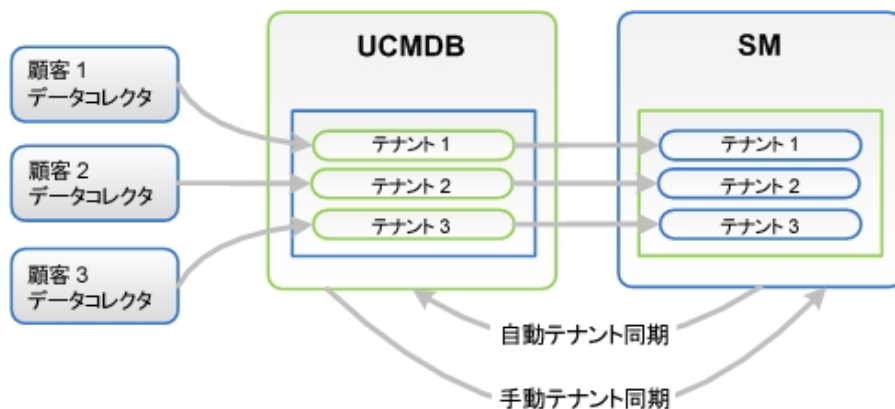 UCMDB
SM
顧客 1
データコレクタ
顧客 2
データコレクタ
顧客 3
データコレクタ
テナント 1
テナント 2
テナント 3
テナント 1
テナント 2
テナント 3
自動テナント同期
手動テナント同期